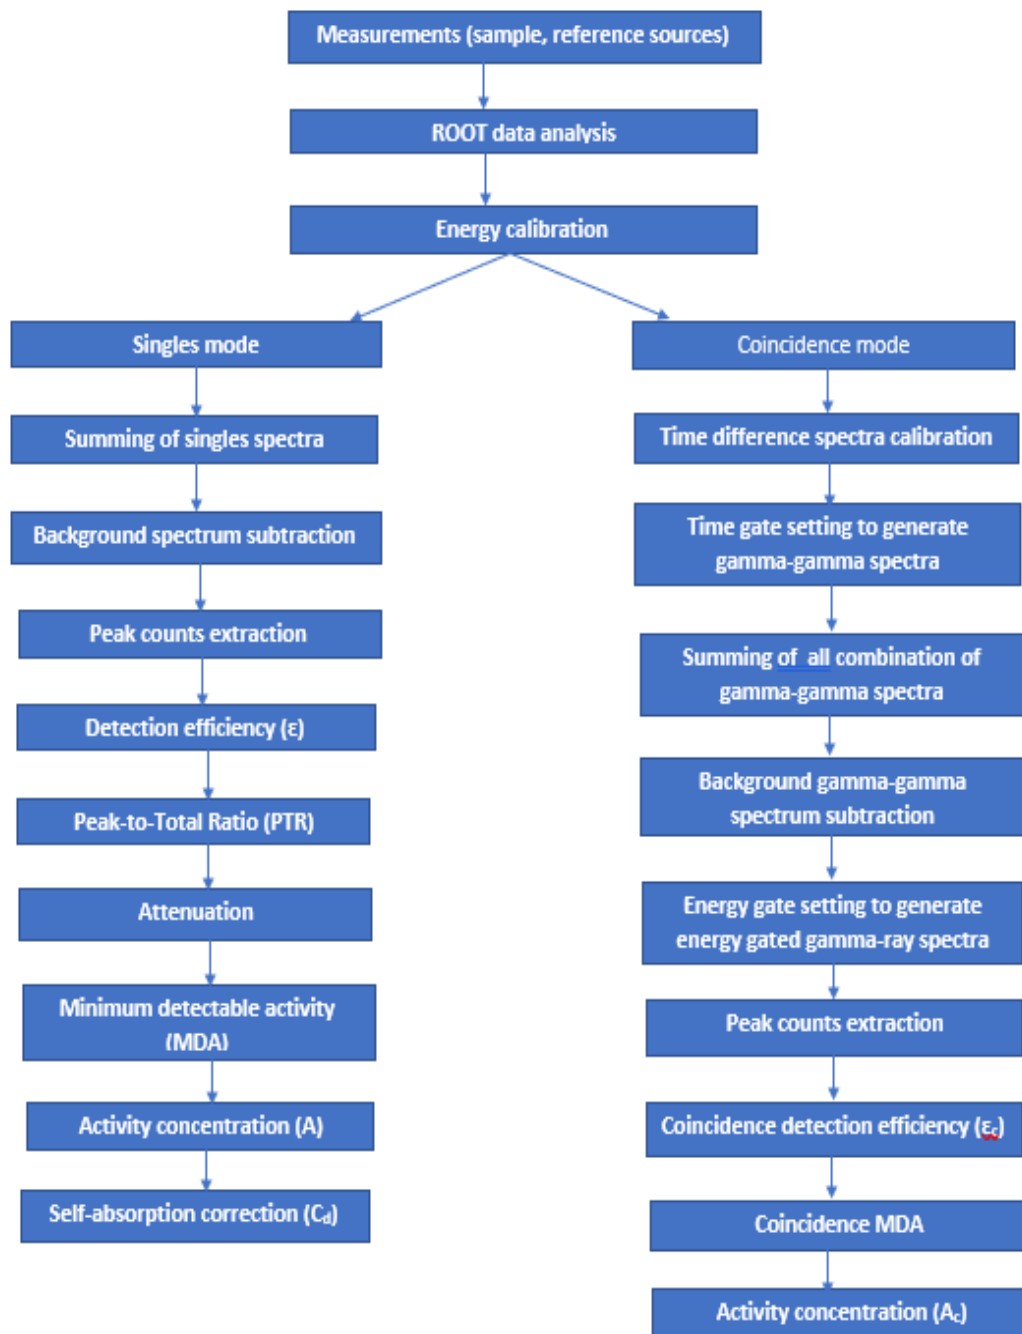 Measurements (sample, reference sources)
ROOT data analysis
Energy calibration
Singles mode
Summing of singles spectra
Background spectrum subtraction
Peak counts extraction
Detection efficiency (ε)
Peak-to-Total Ratio (PTR)
Attenuation
Minimum detectable activity
(MDA)
Activity concentration (A)
Self-absorption correction (Cd)
Coincidence mode
Time difference spectra calibration
Time gate setting to generate
gamma-gamma spectra
Summing of all combination of
gamma-gamma spectra
Background gamma-gamma
spectrum subtraction
Energy gate setting to generate
energy gated gamma-ray spectra
Peak counts extraction
Coincidence detection efficiency (εc)
Coincidence MDA
Activity concentration (Ac)